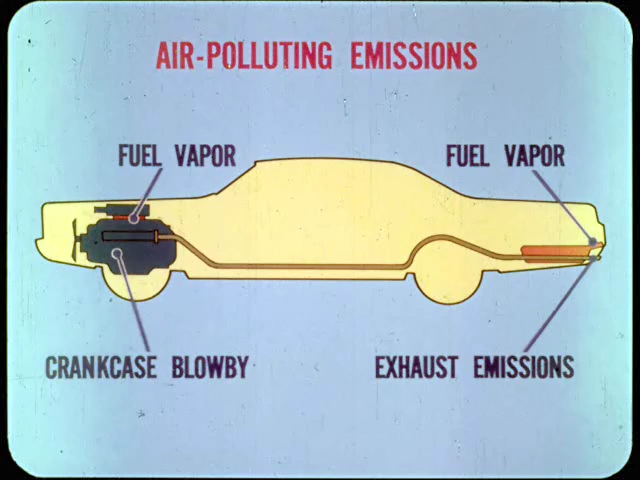 AIR-POLLUTING EMISSIONS
FUEL VAPOR
FUEL VAPOR
CRANKCASE BLOWBY
EXHAUST EMISSIONS